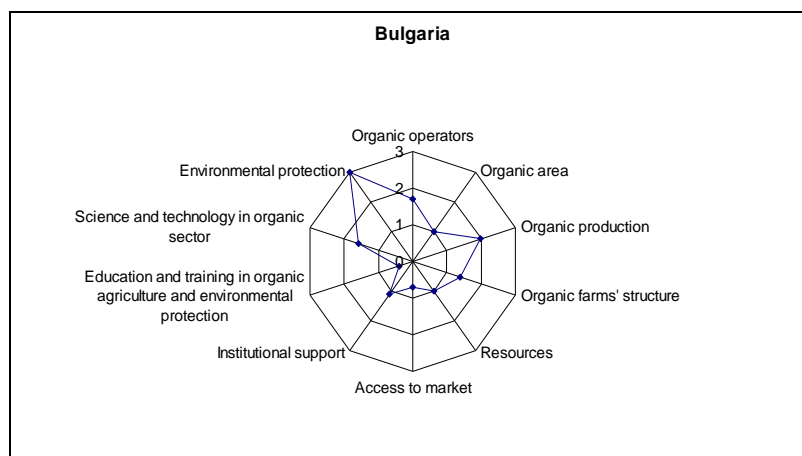 Bulgaria
Organic operators
3
Environmental protection
Organic area
2
Science and technology in organic
sector
Organic production
1
0
Education and training in organic
agriculture and environmental
protection
Organic farms' structure
Institutional support
Resources
Access to market